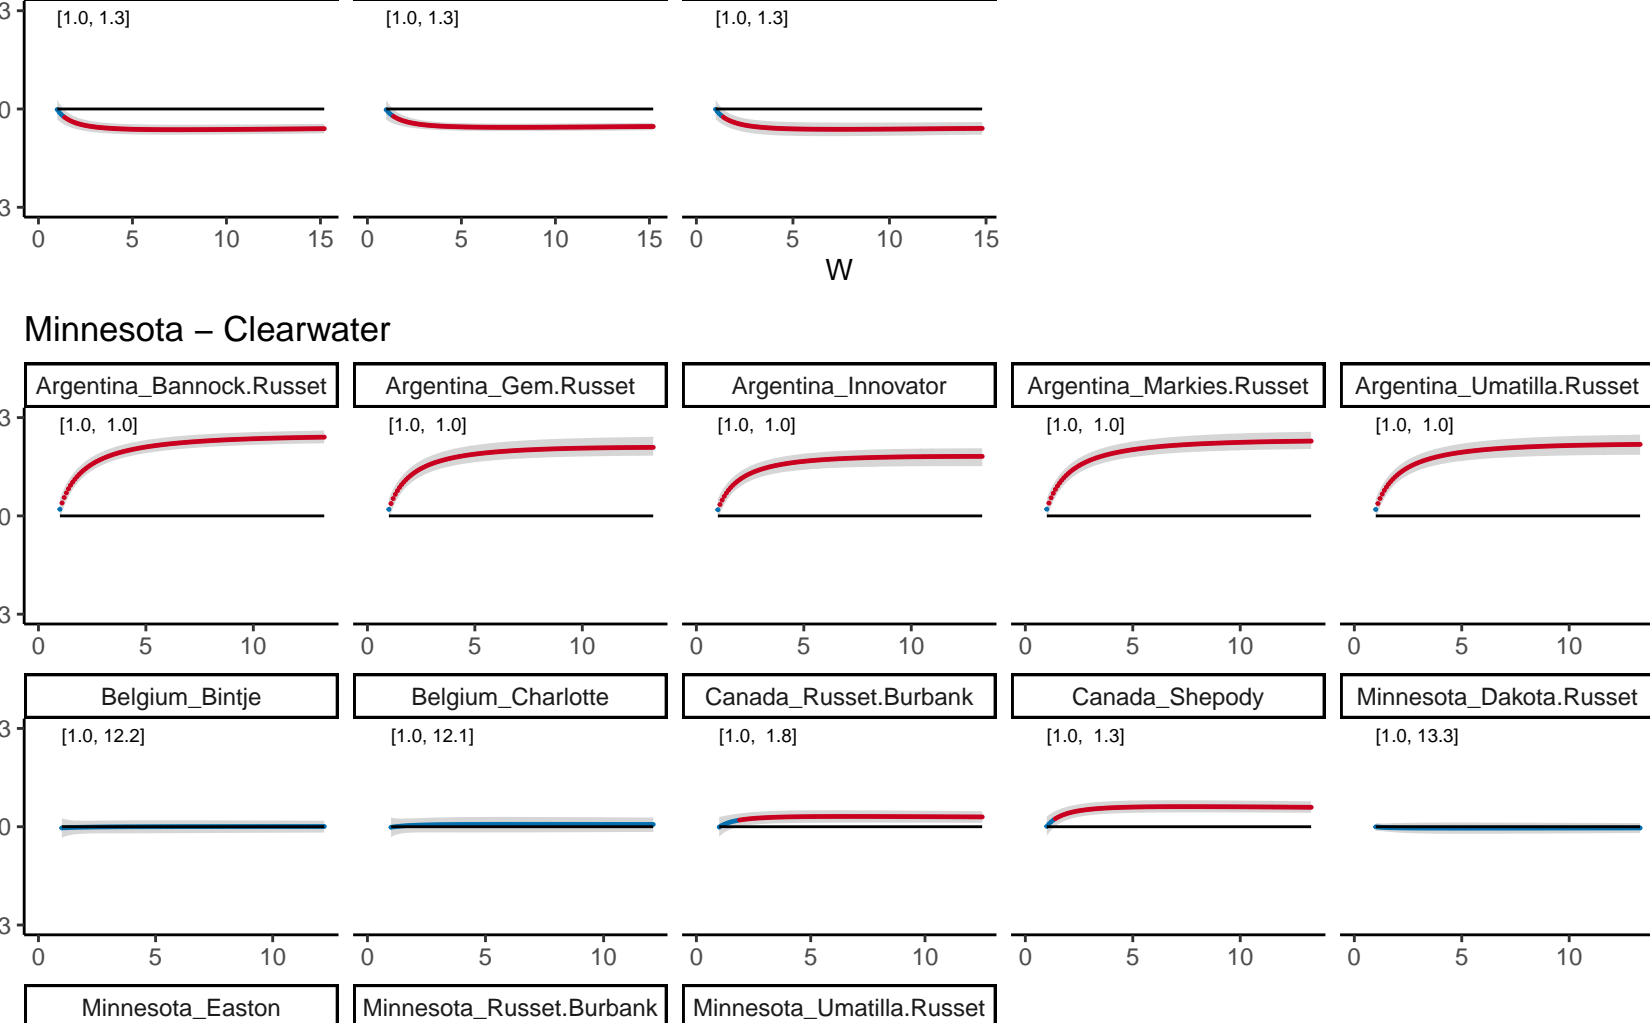 3
[1.0, 1.3] [1.0, 1.3] [1.0, 1.3]
0
3
0 5 10 15 0 5 10 15 0 5 10 15
W
Minnesota – Clearwater
Argentina_Bannock.Russet Argentina_Gem.Russet Argentina_Innovator Argentina_Markies.Russet Argentina_Umatilla.Russet
3
[1.0, 1.0] [1.0, 1.0] [1.0, 1.0] [1.0, 1.0] [1.0, 1.0]
0
3
0 5 10 0 5 10 0 5 10 0 5 10 0 5 10
Belgium_Bintje Belgium_Charlotte Canada_Russet.Burbank Canada_Shepody Minnesota_Dakota.Russet
3
[1.0, 12.2] [1.0, 12.1] [1.0, 1.8] [1.0, 1.3] [1.0, 13.3]
0
3
0 5 10 0 5 10 0 5 10 0 5 10 0 5 10
Minnesota_Easton Minnesota_Russet.Burbank Minnesota_Umatilla.Russet